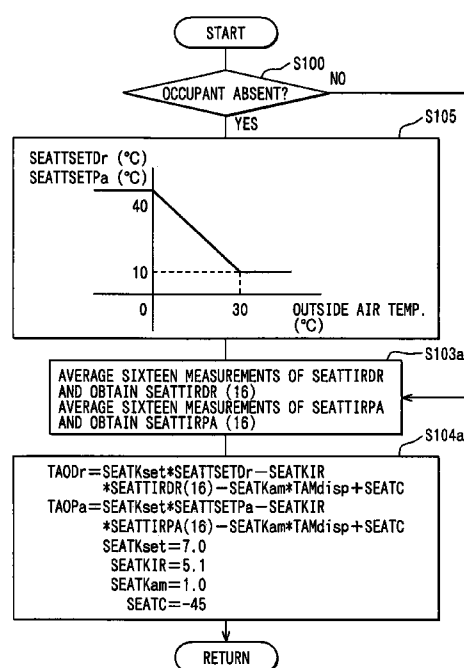 START
S100
OCCUPANT ABSENT?
NO
YES
S105
SEATTSETDr (°C)
SEATTSETPa (°C)
40
10
0
30
OUTSIDE AIR TEMP.
(°C)
S103a
AVERAGE SIXTEEN MEASUREMENTS OF SEATTIRDR
AND OBTAIN SEATTIRDR (16)
AVERAGE SIXTEEN MEASUREMENTS OF SEATTIRPA
AND OBTAIN SEATTIRPA (16)
S104a
TAODr=SEATKset*SEATTSETDr−SEATKIR
*SEATTIRDR(16)−SEATKam*TAMdisp+SEATC
TAOPa=SEATKset*SEATTSETPa−SEATKIR
*SEATTIRPA(16)−SEATKam*TAMdisp+SEATC
SEATKset=7.0
SEATKIR=5.1
SEATKam=1.0
SEATC=-45
RETURN